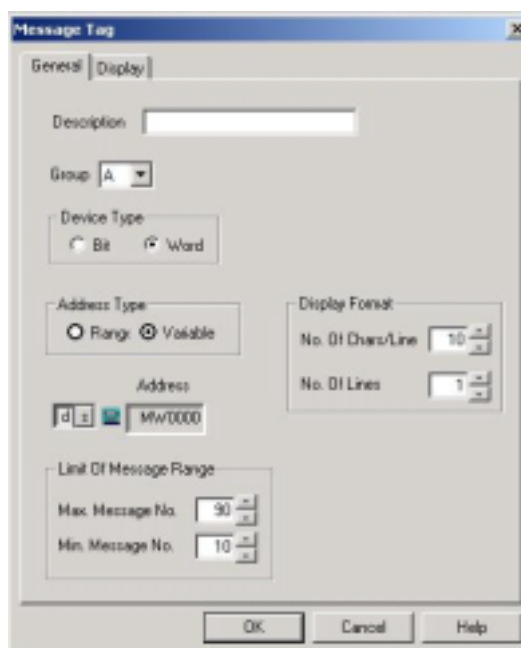 Message Tag
General Display
Description
Group A
Device Type
Bit Word
Address Type
Range Variable
Display Format
No. Of Chars/Line 10
No. Of Lines 1
Address
MW0000
Limit Of Message Range
Max. Message No. 90
Min. Message No. 10
OK Cancel Help